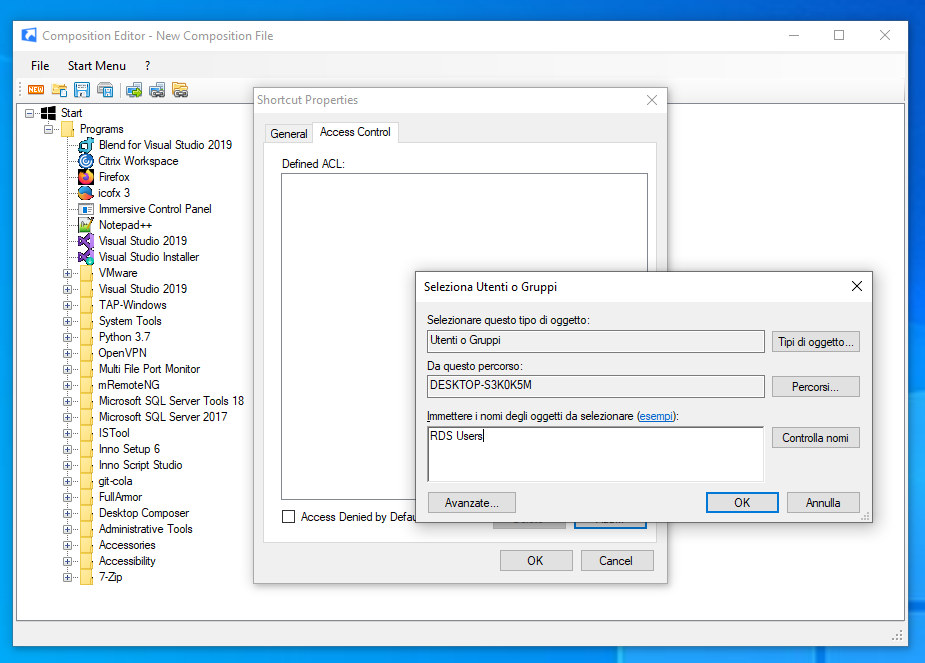 Composition Editor - New Composition File
File Start Menu ?
NEW
Start
Programs
Blend for Visual Studio 2019
Citrix Workspace
Firefox
icofx 3
Immersive Control Panel
Notepad++
Visual Studio 2019
Visual Studio Installer
VMware
Visual Studio 2019
TAP-Windows
System Tools
Python 3.7
OpenVPN
Multi File Port Monitor
mRemoteNG
Microsoft SQL Server Tools 18
Microsoft SQL Server 2017
ISTool
Inno Setup 6
Inno Script Studio
git-cola
FullArmor
Desktop Composer
Administrative Tools
Accessories
Accessibility
7-Zip
Shortcut Properties
General Access Control
Defined ACL:
Access Denied by Defau
OK Cancel
Seleziona Utenti o Gruppi
Selezionare questo tipo di oggetto:
Utenti o Gruppi Tipi di oggetto...
Da questo percorso:
DESKTOP-S3K0K5M Percorsi...
Immettere i nomi degli oggetti da selezionare (esempi):
RDS Users Controlla nomi
Avanzate... OK Annulla